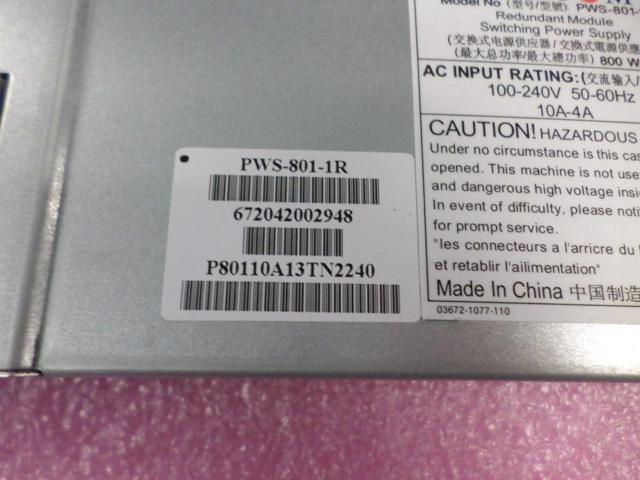 PWS-801-1R
672042002948
P80110A13TN2240
Model No (型号/型號): PWS-801-
Redundant Module
Switching Power Supply
(交换式电源供应器 / 交換式電源供應
(最大总功率/最大總功率) 800 W
AC INPUT RATING: (交流输入/
100-240V 50-60Hz
10A-4A
CAUTION! HAZARDOUS
Under no circumstance is this cas
opened. This machine is not use
and dangerous high voltage insi
In event of difficulty, please noti
for prompt service.
"les connecteurs a l'arricre du
et retablir l'ailimentation"
Made In China 中国制造
03672-1077-110